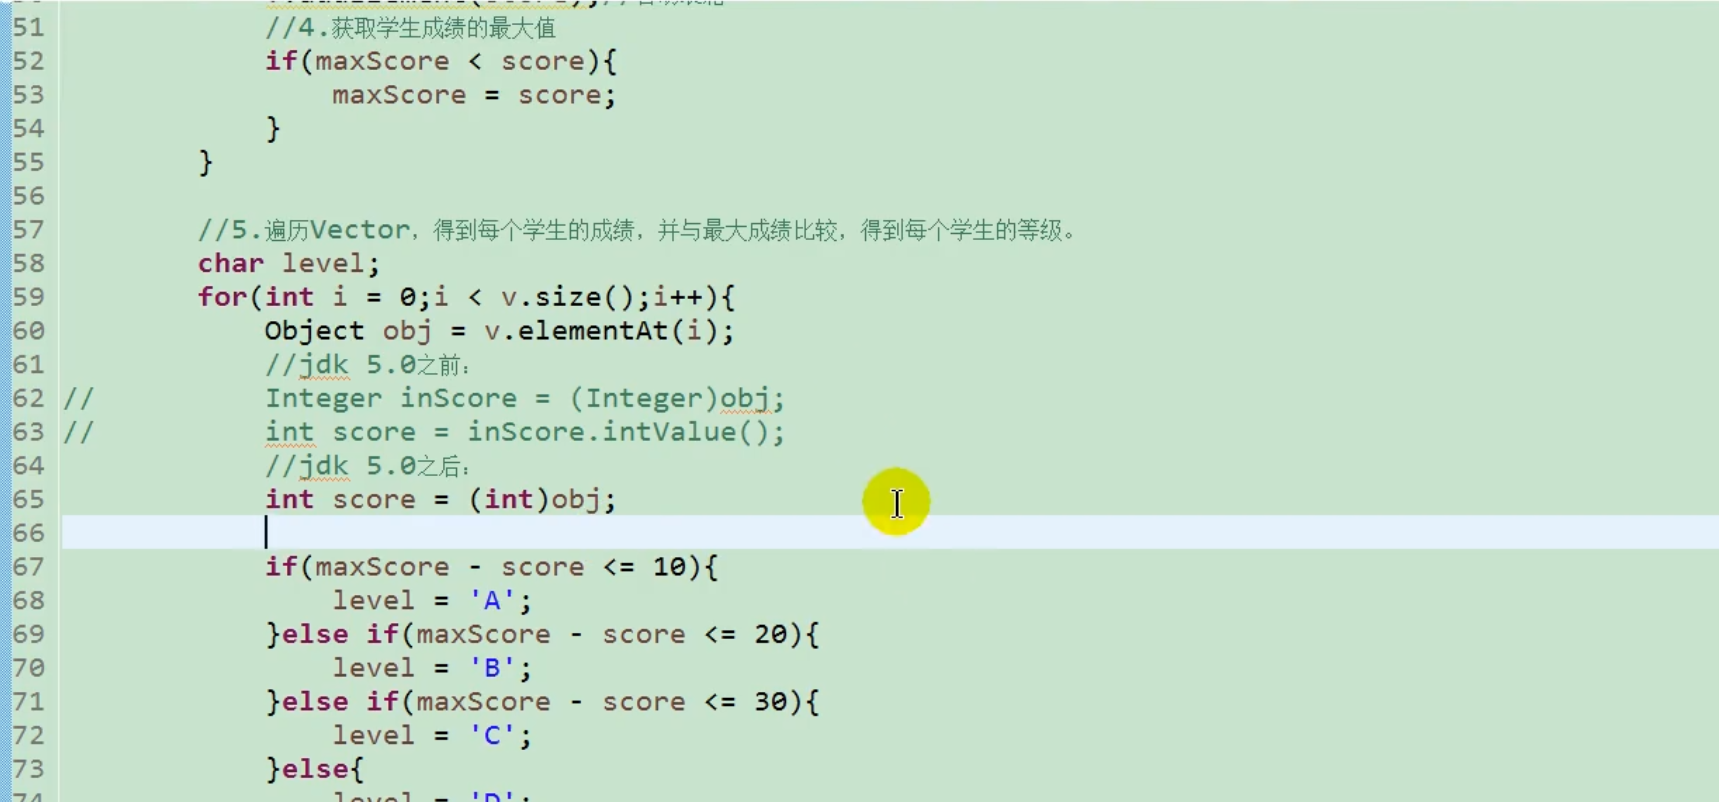 51 //4.获取学生成绩的最大值
52 if(maxScore < score){
53 maxScore = score;
54 }
55 }
56
57 //5.遍历Vector，得到每个学生的成绩，并与最大成绩比较，得到每个学生的等级。
58 char level;
59 for(int i = 0;i < v.size();i++){
60 Object obj = v.elementAt(i);
61 //jdk 5.0之前：
62 // Integer inScore = (Integer)obj;
63 // int score = inScore.intValue();
64 //jdk 5.0之后：
65 int score = (int)obj;
66
67 if(maxScore - score <= 10){
68 level = 'A';
69 }else if(maxScore - score <= 20){
70 level = 'B';
71 }else if(maxScore - score <= 30){
72 level = 'C';
73 }else{
74 level = 'D';